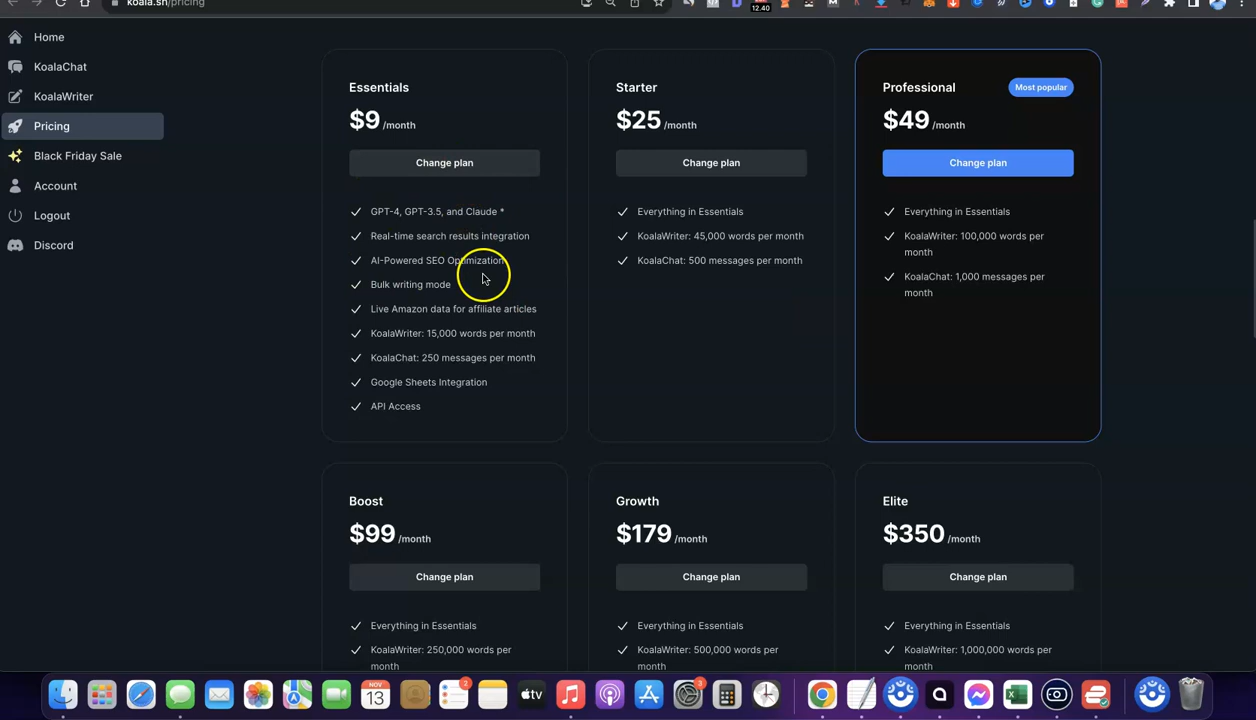 koala.sh/pricing
12.40
Home
KoalaChat
KoalaWriter
Pricing
Black Friday Sale
Account
Logout
Discord
Essentials
$9 /month
Change plan
GPT-4, GPT-3.5, and Claude *
Real-time search results integration
AI-Powered SEO Optimization
Bulk writing mode
Live Amazon data for affiliate articles
KoalaWriter: 15,000 words per month
KoalaChat: 250 messages per month
Google Sheets Integration
API Access
Starter
$25 /month
Change plan
Everything in Essentials
KoalaWriter: 45,000 words per month
KoalaChat: 500 messages per month
Professional
Most popular
$49 /month
Change plan
Everything in Essentials
KoalaWriter: 100,000 words per
month
KoalaChat: 1,000 messages per
month
Boost
$99 /month
Change plan
Everything in Essentials
KoalaWriter: 250,000 words per
month
Growth
$179 /month
Change plan
Everything in Essentials
KoalaWriter: 500,000 words per
month
Elite
$350 /month
Change plan
Everything in Essentials
KoalaWriter: 1,000,000 words per
month
NOV
13
2
tv
3